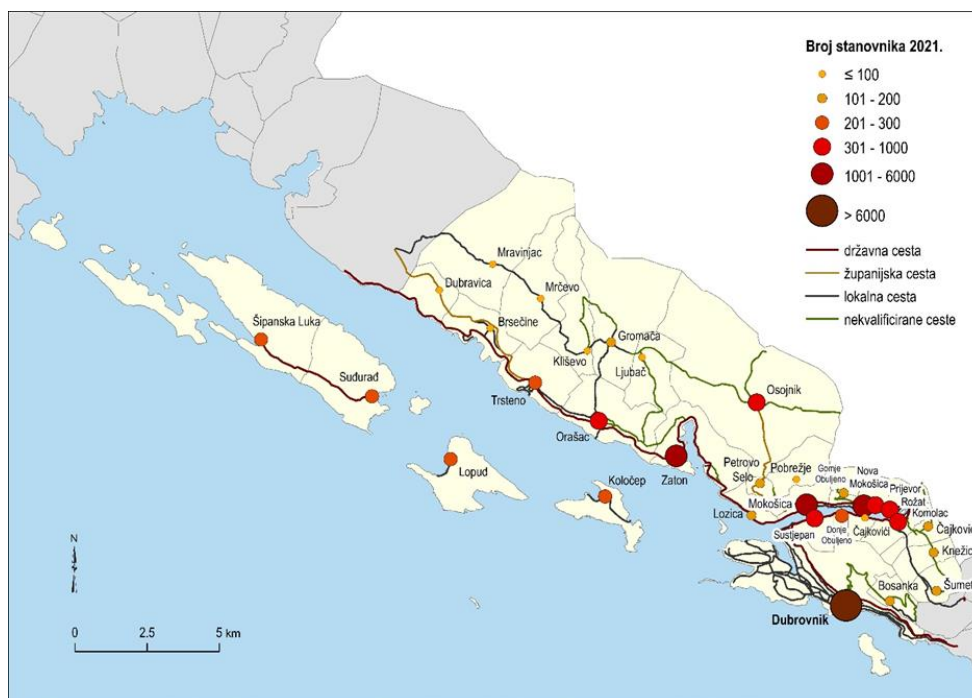 Broj stanovnika 2021.
≤ 100
101 - 200
201 - 300
301 - 1000
1001 - 6000
> 6000
državna cesta
županijska cesta
lokalna cesta
nekvalificirane ceste
Mravinjac
Dubravica
Mrčevo
Brsečine
Šipanska Luka
Gromača
Kliševo
Ljubač
Suđurađ
Trsteno
Osojnik
Orašac
Lopud
Zaton
Petrovo
Selo
Pobrežje
Gornje
Obuljeno
Nova
Mokošica
Koločep
Mokošica
Prijevor
Rožat
Lozica
Komolac
Sustjepan
Donje
Obuljeno
Čajkovići
Čajkovica
Knežica
Šumet
Bosanka
Dubrovnik
N
0 2.5 5 km